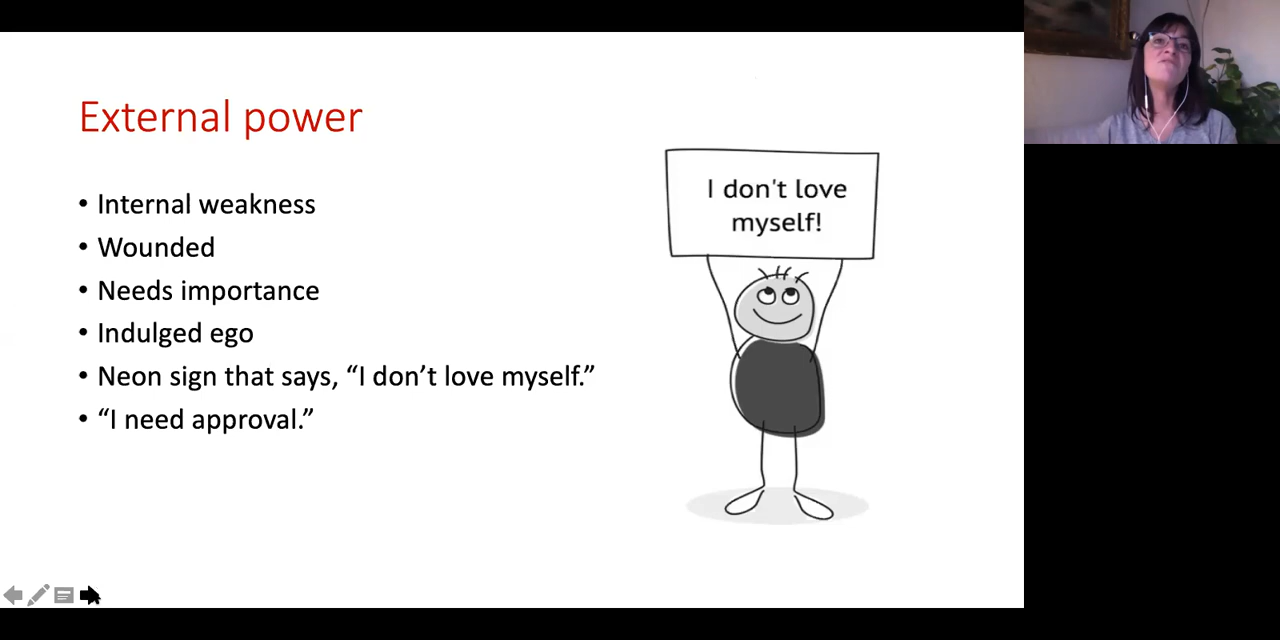 External power
• Internal weakness
• Wounded
• Needs importance
• Indulged ego
• Neon sign that says, “I don’t love myself.”
• “I need approval.”
I don't love
myself!